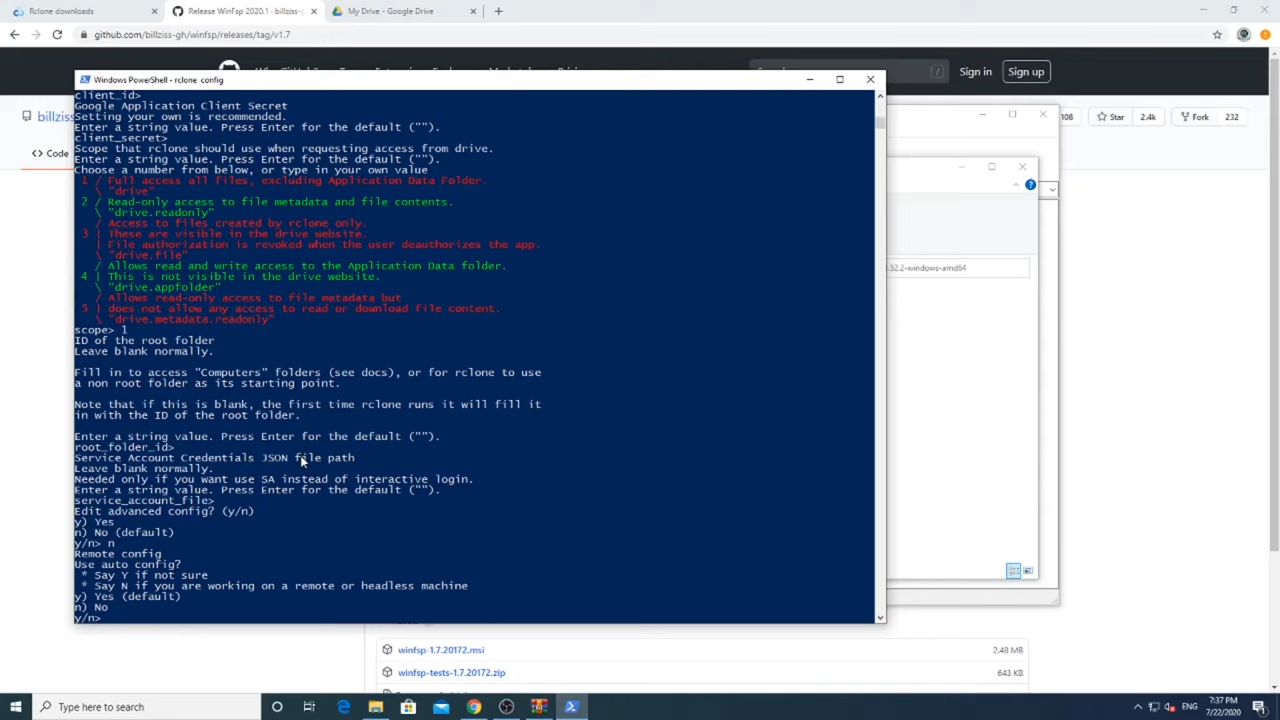 Rclone downloads
Release WinFsp 2020.1 · billziss-g
My Drive - Google Drive
github.com/billziss-gh/winfsp/releases/tag/v1.7
Sign in
Sign up
billziss
108
Star
2.4k
Fork
232
Code
Windows PowerShell - rclone config
client_id>
Google Application Client Secret
Setting your own is recommended.
Enter a string value. Press Enter for the default ("").
client_secret>
Scope that rclone should use when requesting access from drive.
Enter a string value. Press Enter for the default ("").
Choose a number from below, or type in your own value
1 / Full access all files, excluding Application Data Folder.
\ "drive"
2 / Read-only access to file metadata and file contents.
\ "drive.readonly"
/ Access to files created by rclone only.
3 | These are visible in the drive website.
| File authorization is revoked when the user deauthorizes the app.
\ "drive.file"
/ Allows read and write access to the Application Data folder.
4 | This is not visible in the drive website.
\ "drive.appfolder"
/ Allows read-only access to file metadata but
5 | does not allow any access to read or download file content.
\ "drive.metadata.readonly"
scope> 1
ID of the root folder
Leave blank normally.
Fill in to access "Computers" folders (see docs), or for rclone to use
a non root folder as its starting point.
Note that if this is blank, the first time rclone runs it will fill it
in with the ID of the root folder.
Enter a string value. Press Enter for the default ("").
root_folder_id>
Service Account Credentials JSON file path
Leave blank normally.
Needed only if you want use SA instead of interactive login.
Enter a string value. Press Enter for the default ("").
service_account_file>
Edit advanced config? (y/n)
y) Yes
n) No (default)
y/n> n
Remote config
Use auto config?
* Say Y if not sure
* Say N if you are working on a remote or headless machine
y) Yes (default)
n) No
y/n>
.52.2-windows-amd64
winfsp-1.7.20172.msi
2.48 MB
winfsp-tests-1.7.20172.zip
643 KB
Type here to search
ENG
7:37 PM
7/22/2020